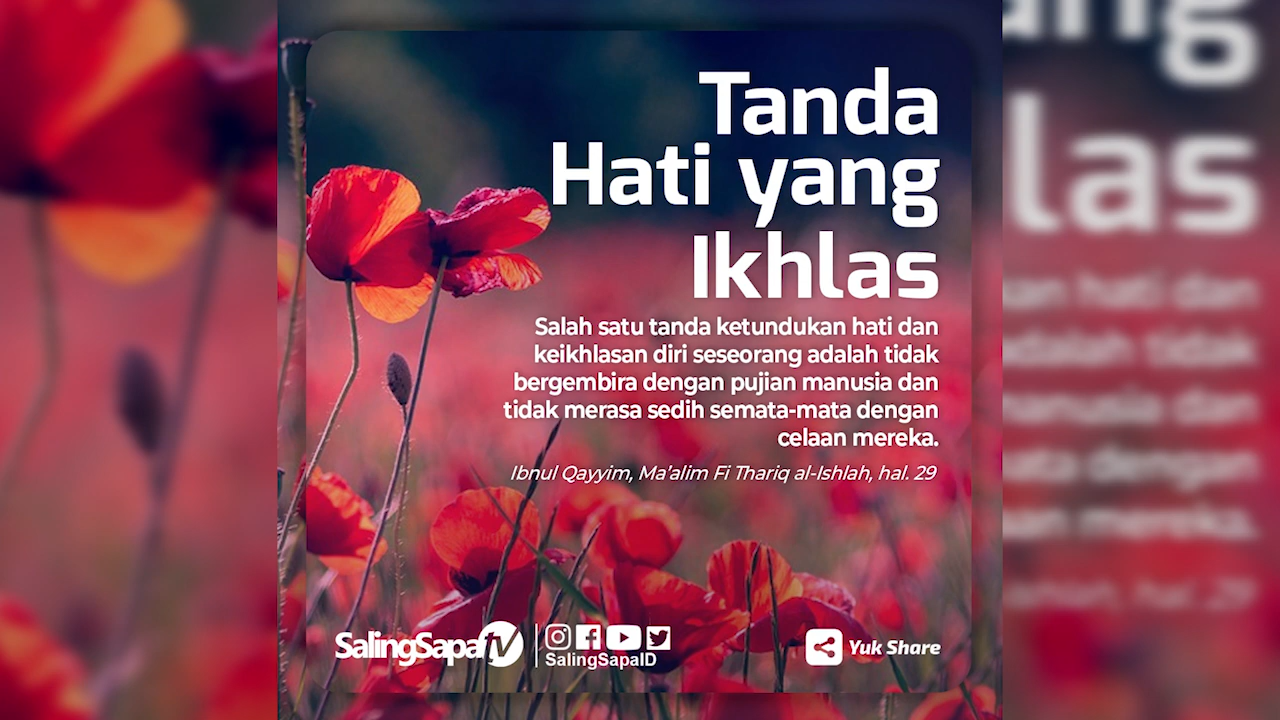 Tanda
Hati yang
Ikhlas
Salah satu tanda ketundukan hati dan
keikhlasan diri seseorang adalah tidak
bergembira dengan pujian manusia dan
tidak merasa sedih semata-mata dengan
celaan mereka.
Ibnul Qayyim, Ma'alim Fi Thariq al-Ishlah, hal. 29
SalingSapa tv
SalingSapaID
Yuk Share